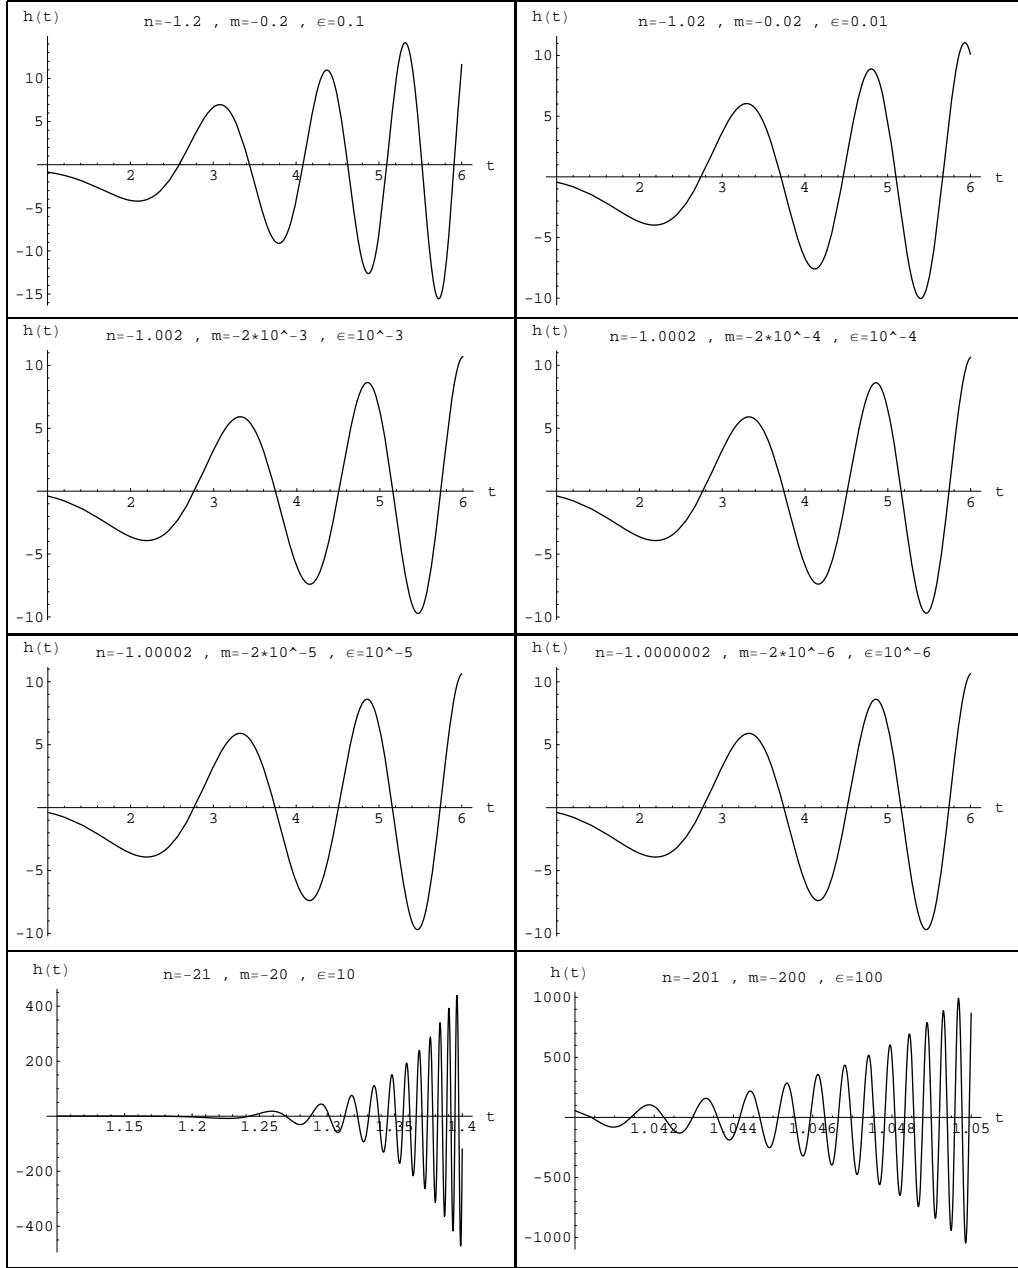 h(t)
n=-1.2 , m=-0.2 , ϵ=0.1
10
5
2 3 4 5 6 t
-5
-10
-15
h(t)
n=-1.02 , m=-0.02 , ϵ=0.01
10
5
2 3 4 5 6 t
-5
-10
h(t)
n=-1.002 , m=-2*10^-3 , ϵ=10^-3
10
5
2 3 4 5 6 t
-5
-10
h(t)
n=-1.0002 , m=-2*10^-4 , ϵ=10^-4
10
5
2 3 4 5 6 t
-5
-10
h(t)
n=-1.00002 , m=-2*10^-5 , ϵ=10^-5
10
5
2 3 4 5 6 t
-5
-10
h(t)
n=-1.0000002 , m=-2*10^-6 , ϵ=10^-6
10
5
2 3 4 5 6 t
-5
-10
h(t)
n=-21 , m=-20 , ϵ=10
400
200
1.15 1.2 1.25 1.3 1.35 1.4 t
-200
-400
h(t)
n=-201 , m=-200 , ϵ=100
1000
500
1.042 1.044 1.046 1.048 1.05 t
-500
-1000